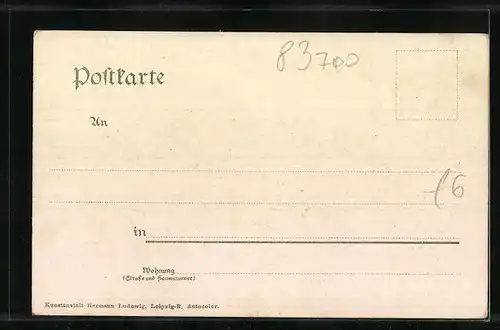 83700
Postkarte
An
16
in
Wohnung
(Straße und Hausnummer)
Kunstanstalt Hermann Ludewig, Leipzig-R. Autocolor.